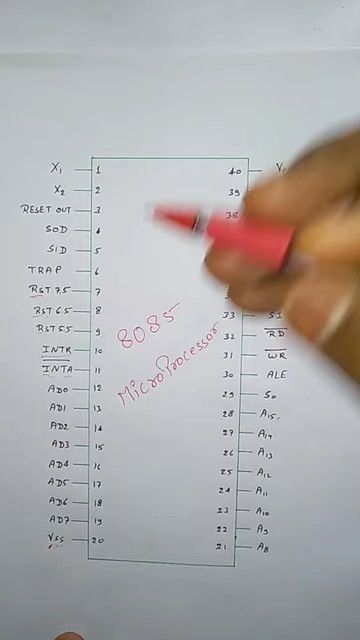 X1 1
X2 2
RESET OUT 3
SOD 4
SID 5
TRAP 6
RST 7.5 7
RST 6.5 8
RST 5.5 9
INTR 10
INTA 11
AD0 12
AD1 13
AD2 14
AD3 15
AD4 16
AD5 17
AD6 18
AD7 19
VSS 20
8085
MicroProcessor
40
39
38
33
32 RD
31 WR
30 ALE
29 S0
28 A15
27 A14
26 A13
25 A12
24 A11
23 A10
22 A9
21 A8